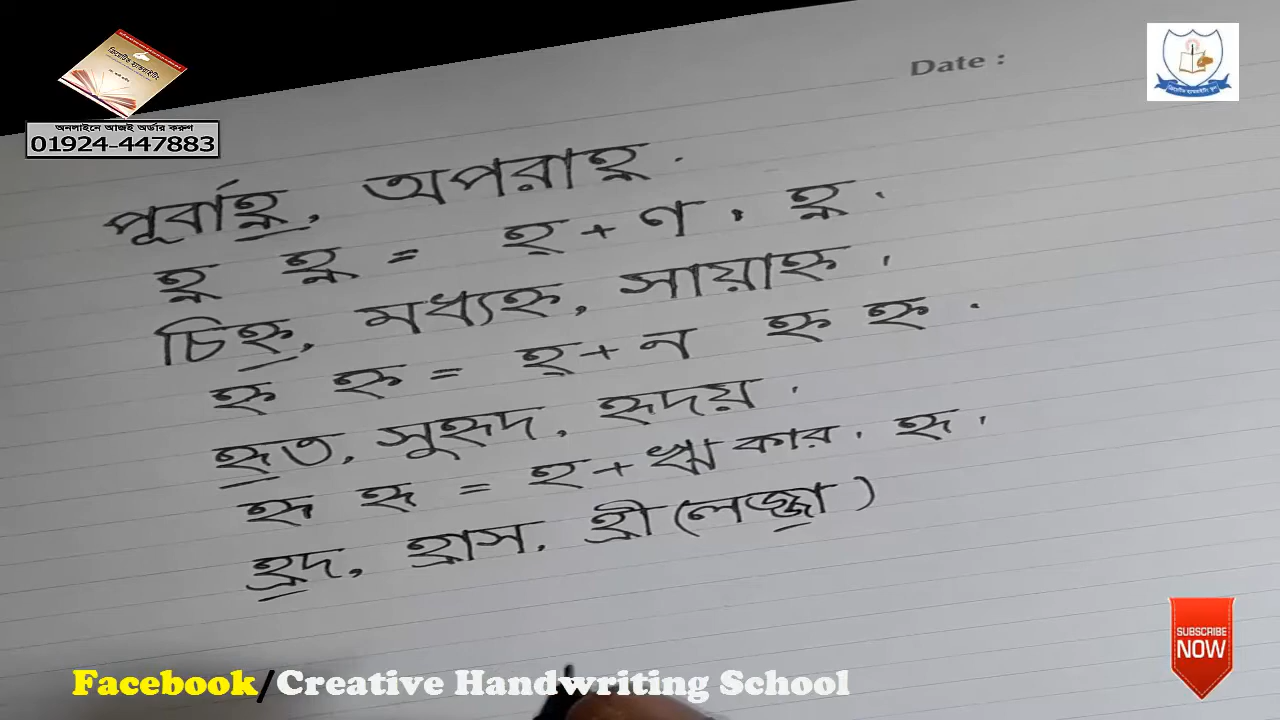 Date :
অনলাইনে আজই অর্ডার করুণ
01924-447883
পূর্বাহ্ণ, অপরাহ্ণ.
হ্ণ হ্ণ = হ্ + ণ . হ্ণ .
চিহ্ন, মধ্যহ্ন, সায়াহ্ন .
হ্ন হ্ন = হ্ + ন হ্ন হ্ন .
হৃত, সুহৃদ, হৃদয় .
হৃ হৃ = হ + ঋ কার . হৃ .
হ্রদ, হ্রাস, হ্রী (লজ্জা)
SUBSCRIBE
NOW
Facebook/Creative Handwriting School